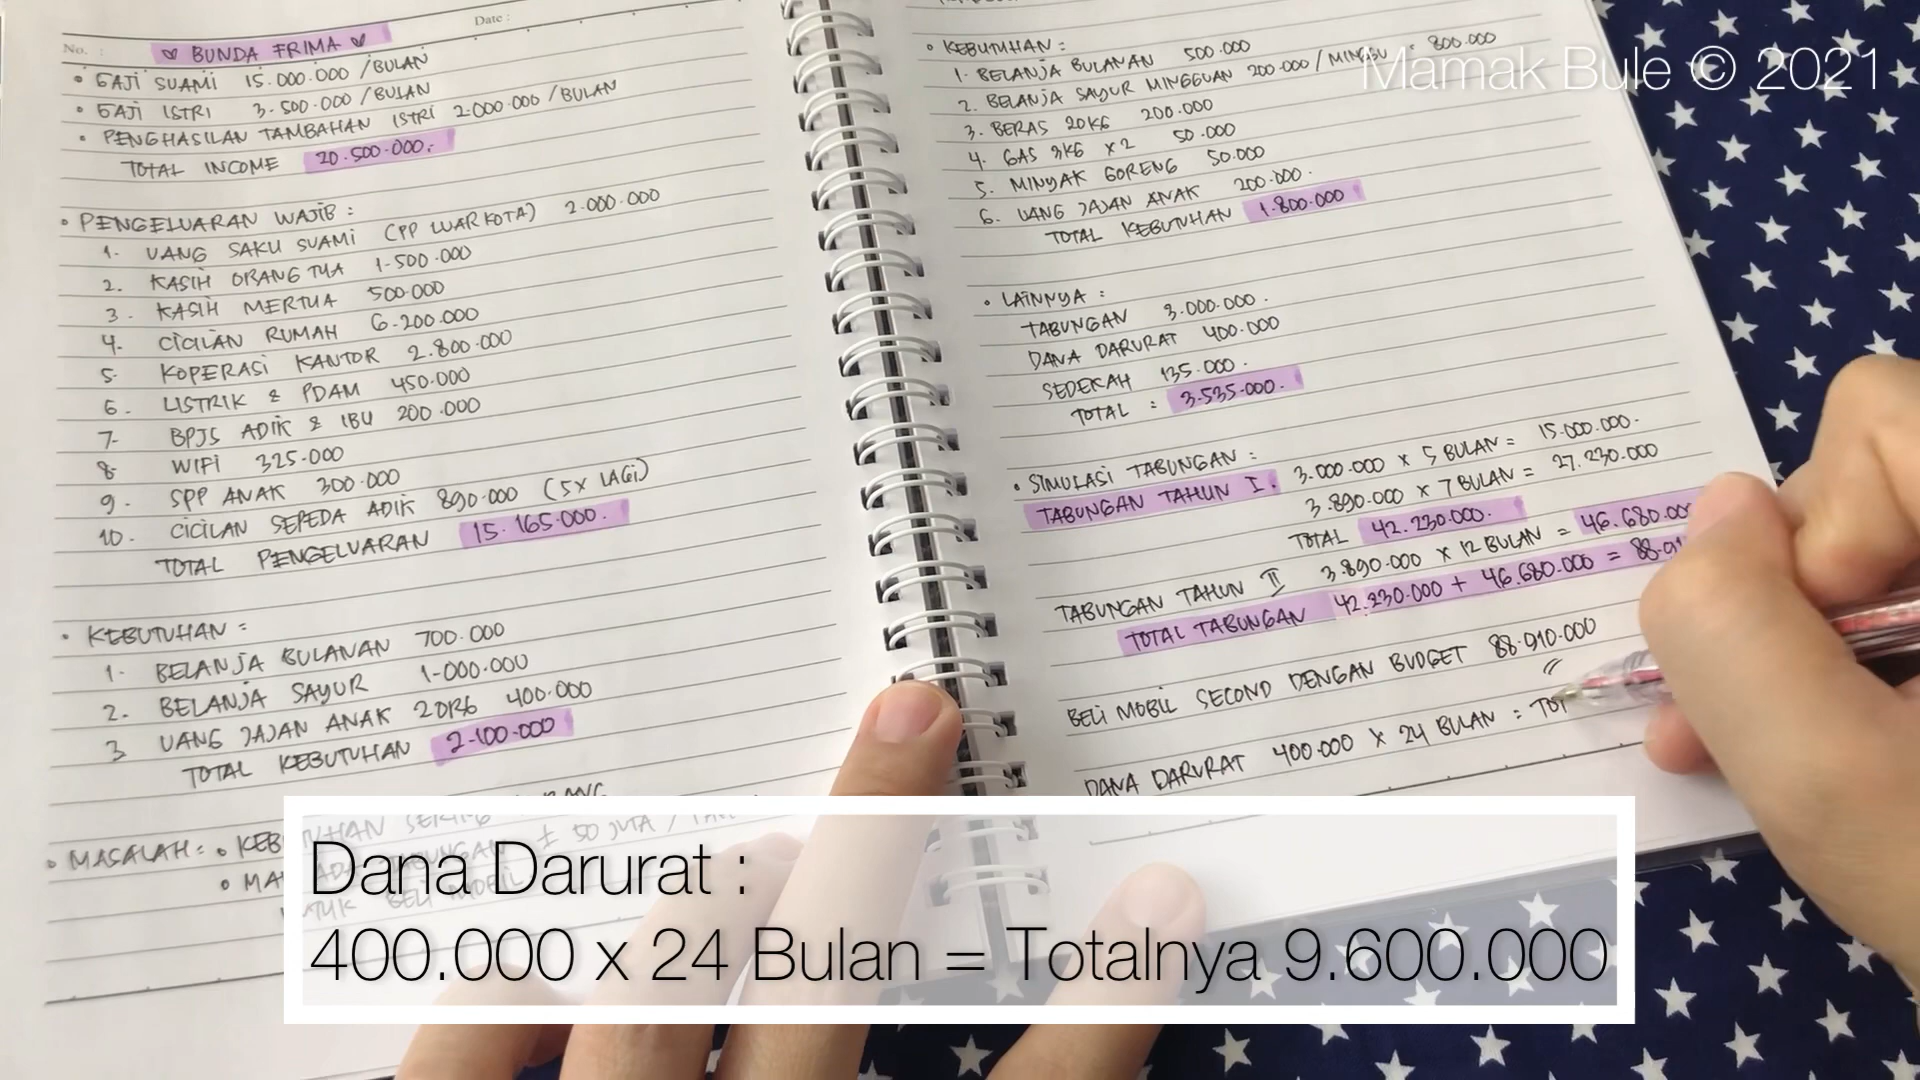 No. :
Date :
BUNDA FRIMA
• GAJI SUAMI 15.000.000 /BULAN
• GAJI ISTRI 3.500.000 /BULAN
• PENGHASILAN TAMBAHAN ISTRI 2.000.000 /BULAN
TOTAL INCOME 20.500.000.
• PENGELUARAN WAJIB :
1. UANG SAKU SUAMI (PP LUAR KOTA) 2.000.000
2. KASIH ORANG TUA 1.500.000
3. KASIH MERTUA 500.000
4. CICILAN RUMAH 6.200.000
5. KOPERASI KANTOR 2.800.000
6. LISTRIK & PDAM 450.000
7. BPJS ADIK & IBU 200.000
8. WIFI 325.000
9. SPP ANAK 300.000
10. CICILAN SEPEDA ADIK 890.000 (5X LAGI)
TOTAL PENGELUARAN 15.165.000.
• KEBUTUHAN :
1. BELANJA BULANAN 700.000
2. BELANJA SAYUR 1.000.000
3 UANG JAJAN ANAK 2ORG 400.000
TOTAL KEBUTUHAN 2.100.000
• MASALAH : •
± 50 JUTA /
BELI MOBIL
• KEBUTUHAN :
1. BELANJA BULANAN 500.000
2. BELANJA SAYUR MINGGUAN 200.000 / MINGGU = 800.000
3. BERAS 20KG 200.000
4. GAS 3KG X 2 50.000
5. MINYAK GORENG 50.000
6. UANG JAJAN ANAK 200.000.
TOTAL KEBUTUHAN 1.800.000
• LAINNYA :
TABUNGAN 3.000.000.
DANA DARURAT 400.000
SEDEKAH 135.000.
TOTAL = 3.535.000.
• SIMULASI TABUNGAN :
TABUNGAN TAHUN I. 3.000.000 X 5 BULAN = 15.000.000.
3.890.000 X 7 BULAN = 27.230.000
TOTAL 42.230.000.
TABUNGAN TAHUN II 3.890.000 X 12 BULAN = 46.680.000
TOTAL TABUNGAN 42.230.000 + 46.680.000 = 88.91
BELI MOBIL SECOND DENGAN BUDGET 88.910.000
DANA DARURAT 400.000 X 24 BULAN = TOT
Mamak Bule © 2021
Dana Darurat :
400.000 x 24 Bulan = Totalnya 9.600.000